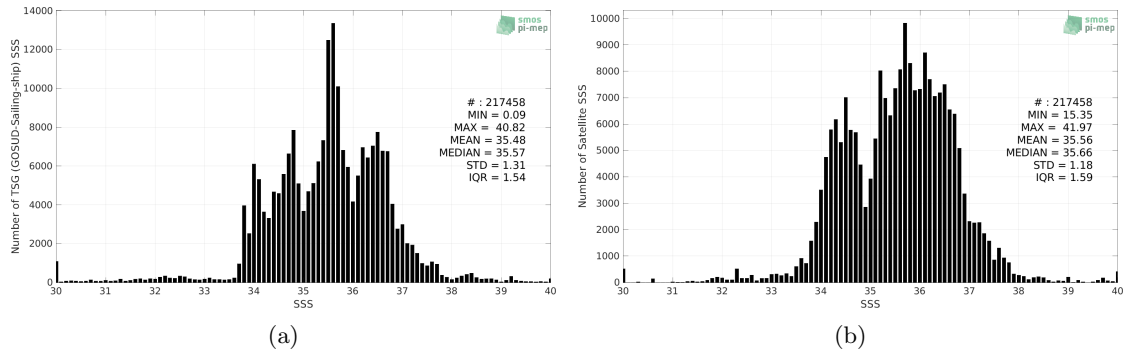 14000
12000
10000
8000
6000
4000
2000
0
Number of TSG (GOSUD-Sailing-ship) SSS
smos
pi-mep
# : 217458
MIN = 0.09
MAX = 40.82
MEAN = 35.48
MEDIAN = 35.57
STD = 1.31
IQR = 1.54
30 31 32 33 34 35 36 37 38 39 40
SSS
(a)
10000
9000
8000
7000
6000
5000
4000
3000
2000
1000
0
Number of Satellite SSS
smos
pi-mep
# : 217458
MIN = 15.35
MAX = 41.97
MEAN = 35.56
MEDIAN = 35.66
STD = 1.18
IQR = 1.59
30 31 32 33 34 35 36 37 38 39 40
SSS
(b)